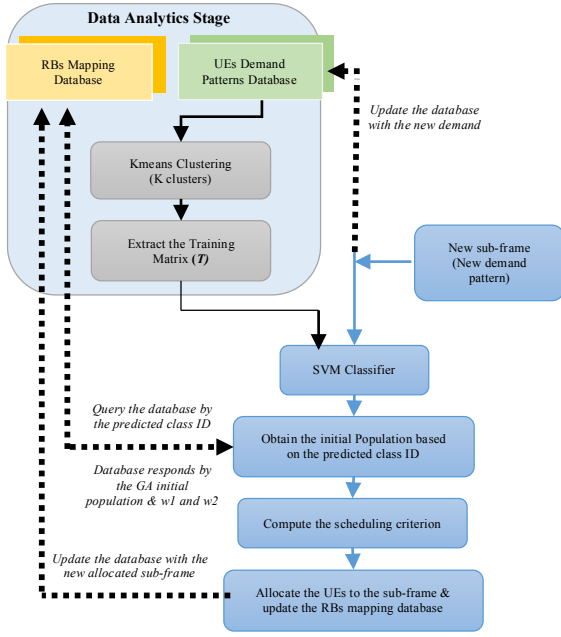 Data Analytics Stage
RBs Mapping
Database
UEs Demand
Patterns Database
Update the database
with the new demand
Kmeans Clustering
(K clusters)
Extract the Training
Matrix (T)
New sub-frame
(New demand
pattern)
SVM Classifier
Query the database by
the predicted class ID
Obtain the initial Population based
on the predicted class ID
Database responds by
the GA initial
population & w1 and w2
Compute the scheduling criterion
Update the database with the
new allocated sub-frame
Allocate the UEs to the sub-frame &
update the RBs mapping database